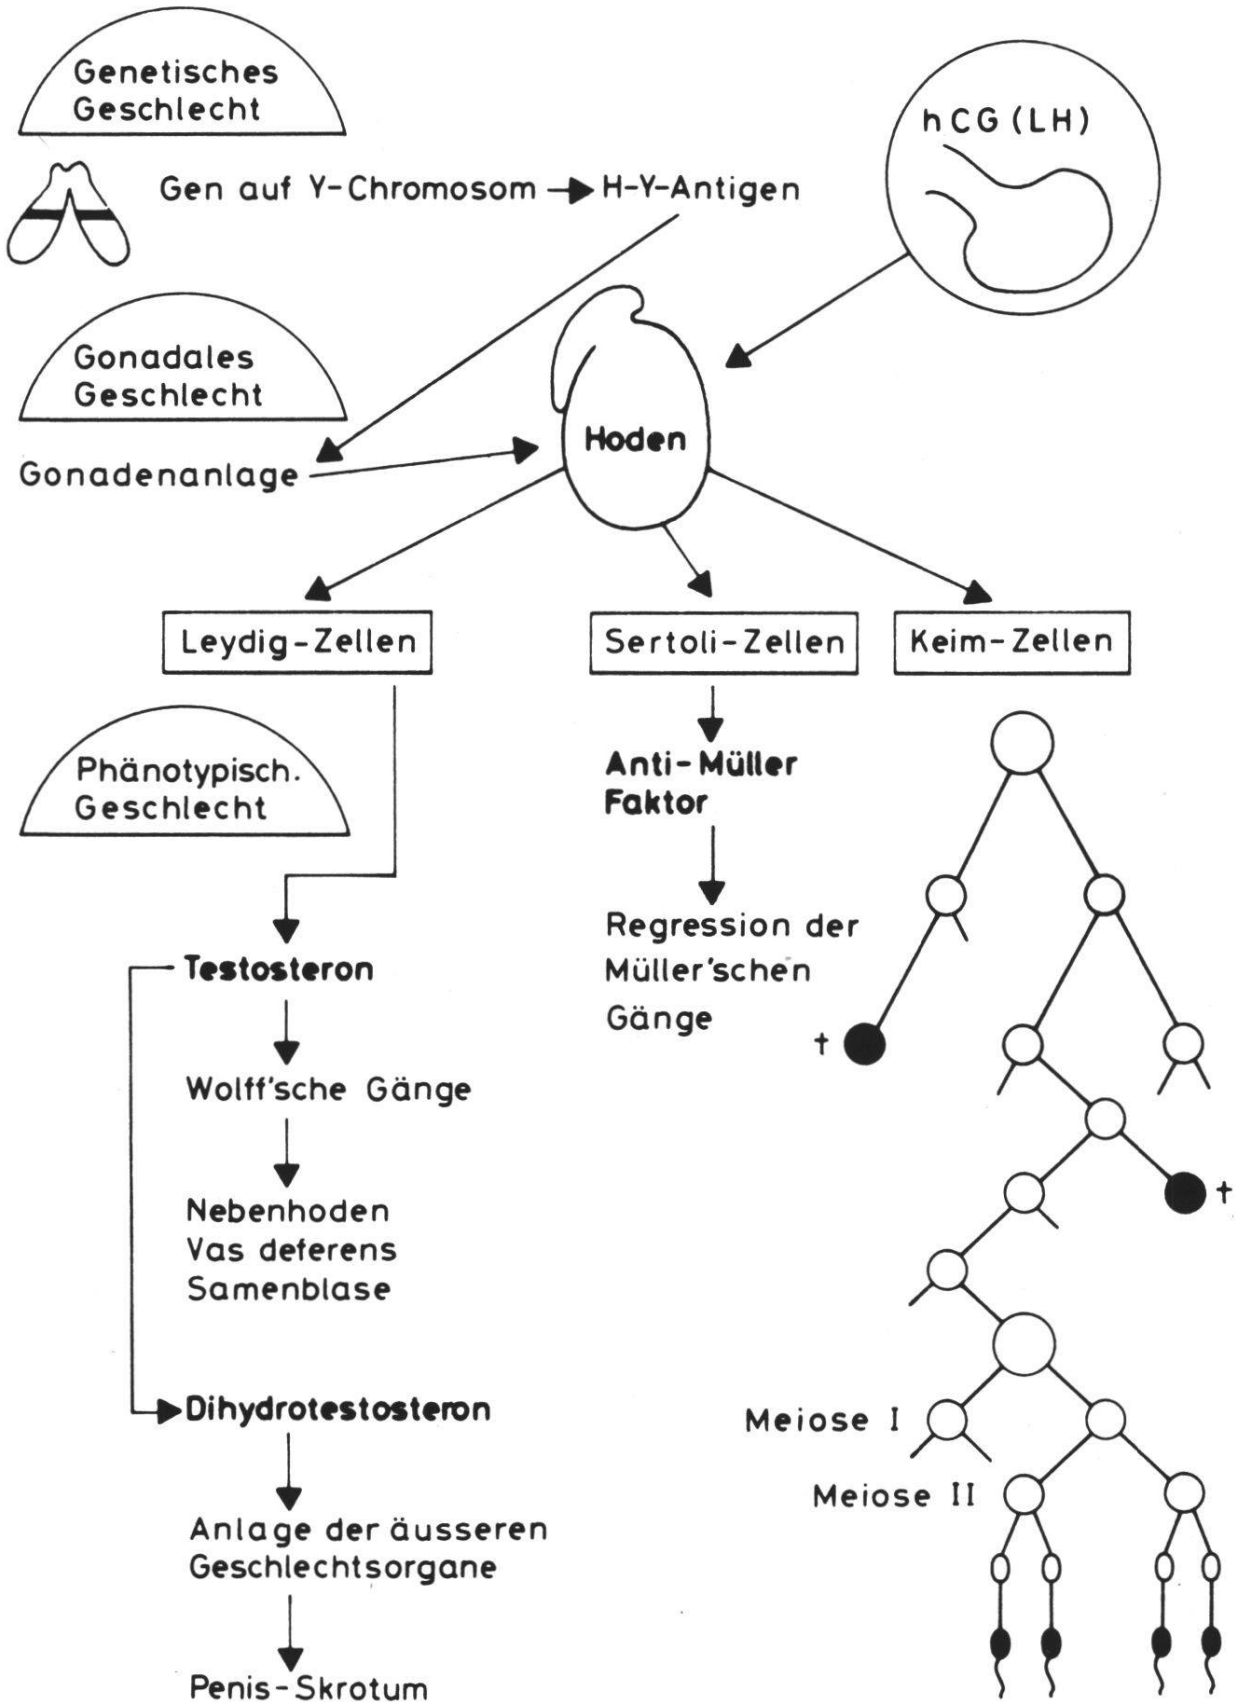 Genetisches
Geschlecht
hCG (LH)
Gen auf Y-Chromosom → H-Y-Antigen
Gonadales
Geschlecht
Hoden
Gonadenanlage
Leydig-Zellen
Sertoli-Zellen
Keim-Zellen
Phänotypisch.
Geschlecht
Anti-Müller
Faktor
Regression der
Müller'schen
Gänge
Testosteron
†
Wolff'sche Gänge
†
Nebenhoden
Vas deferens
Samenblase
Dihydrotestosteron
Meiose I
Meiose II
Anlage der äusseren
Geschlechtsorgane
Penis-Skrotum